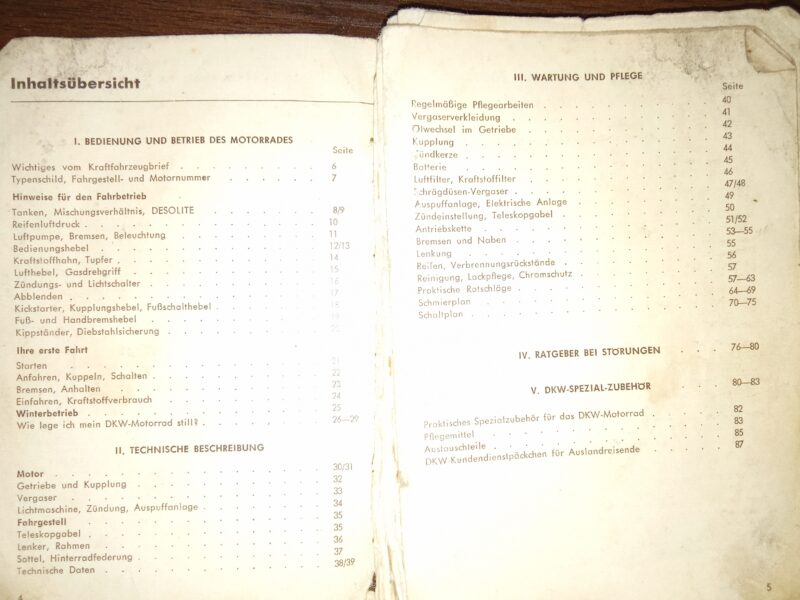 Inhaltsübersicht
I. BEDIENUNG UND BETRIEB DES MOTORRADES
Seite
Wichtiges vom Kraftfahrzeugbrief . . . . . . . . 6
Typenschild, Fahrgestell- und Motornummer . . . . . . 7
Hinweise für den Fahrbetrieb
Tanken, Mischungsverhältnis, DESOLITE . . . . . . 8/9
Reifenluftdruck . . . . . . . . . . . . 10
Luftpumpe, Bremsen, Beleuchtung . . . . . . . . 11
Bedienungshebel . . . . . . . . . . . . 12/13
Kraftstoffhahn, Tupfer . . . . . . . . . . 14
Lufthebel, Gasdrehgriff . . . . . . . . . . 15
Zündungs- und Lichtschalter . . . . . . . . . 16
Abblenden . . . . . . . . . . . . . 17
Kickstarter, Kupplungshebel, Fußschalthebel . . . . . 18
Fuß- und Handbremshebel . . . . . . . . . 19
Kippständer, Diebstahlsicherung . . . . . . . . 20
Ihre erste Fahrt
Starten . . . . . . . . . . . . . . 21
Anfahren, Kuppeln, Schalten . . . . . . . . . 22
Bremsen, Anhalten . . . . . . . . . . . 23
Einfahren, Kraftstoffverbrauch . . . . . . . . 24
Winterbetrieb . . . . . . . . . . . . 25
Wie lege ich mein DKW-Motorrad still? . . . . . . 26—29
II. TECHNISCHE BESCHREIBUNG
Motor . . . . . . . . . . . . . . 30/31
Getriebe und Kupplung . . . . . . . . . . 32
Vergaser . . . . . . . . . . . . . 33
Lichtmaschine, Zündung, Auspuffanlage . . . . . . 34
Fahrgestell . . . . . . . . . . . . . 35
Teleskopgabel . . . . . . . . . . . . 35
Lenker, Rahmen . . . . . . . . . . . . 36
Sattel, Hinterradfederung . . . . . . . . . 37
Technische Daten . . . . . . . . . . . 38/39
4
III. WARTUNG UND PFLEGE
Seite
Regelmäßige Pflegearbeiten . . . . . . . . . 40
Vergaserverkleidung . . . . . . . . . . . 41
Ölwechsel im Getriebe . . . . . . . . . . 42
Kupplung . . . . . . . . . . . . . 43
Zündkerze . . . . . . . . . . . . . 44
Batterie . . . . . . . . . . . . . 45
Luftfilter, Kraftstoffilter . . . . . . . . . . 46
Schrägdüsen-Vergaser . . . . . . . . . . 47/48
Auspuffanlage, Elektrische Anlage . . . . . . . 49
Zündeinstellung, Teleskopgabel . . . . . . . . 50
Antriebskette . . . . . . . . . . . . 51/52
Bremsen und Naben . . . . . . . . . . . 53—55
Lenkung . . . . . . . . . . . . . 55
Reifen, Verbrennungsrückstände . . . . . . . . 56
Reinigung, Lackpflege, Chromschutz . . . . . . . 57
Praktische Ratschläge . . . . . . . . . . 57—63
Schmierplan . . . . . . . . . . . . 64—69
Schaltplan . . . . . . . . . . . . . 70—75
IV. RATGEBER BEI STÖRUNGEN . . . 76—80
V. DKW-SPEZIAL-ZUBEHÖR . . . 80—83
Praktisches Spezialzubehör für das DKW-Motorrad . . . . 82
Pflegemittel . . . . . . . . . . . . 83
Austauschteile . . . . . . . . . . . . 85
DKW-Kundendienstpäckchen für Auslandreisende . . . . 87
5